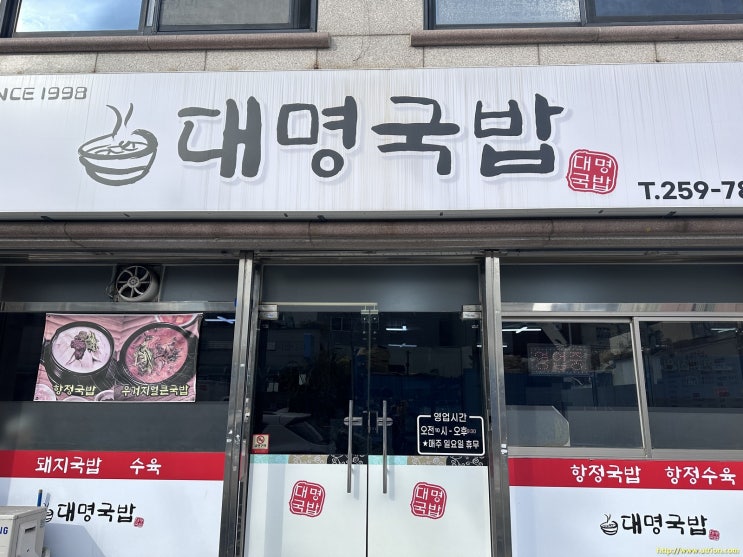 NCE 1998
대명국밥
대명
국밥
T.259-78
항정국밥
우거지얼큰국밥
영업시간
오전10시-오후9:30
★매주 일요일 휴무
돼지국밥 수육
항정국밥 항정수육
대명국밥
대명
국밥
대명
국밥
대명국밥